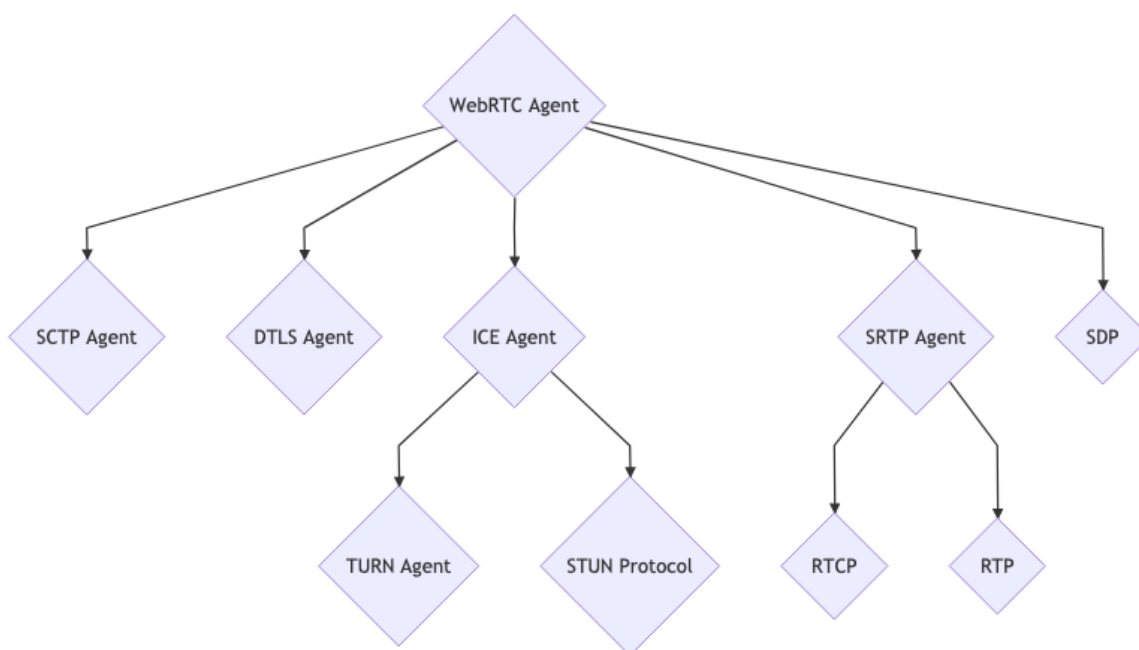 WebRTC Agent
SCTP Agent
DTLS Agent
ICE Agent
SRTP Agent
SDP
TURN Agent
STUN Protocol
RTCP
RTP